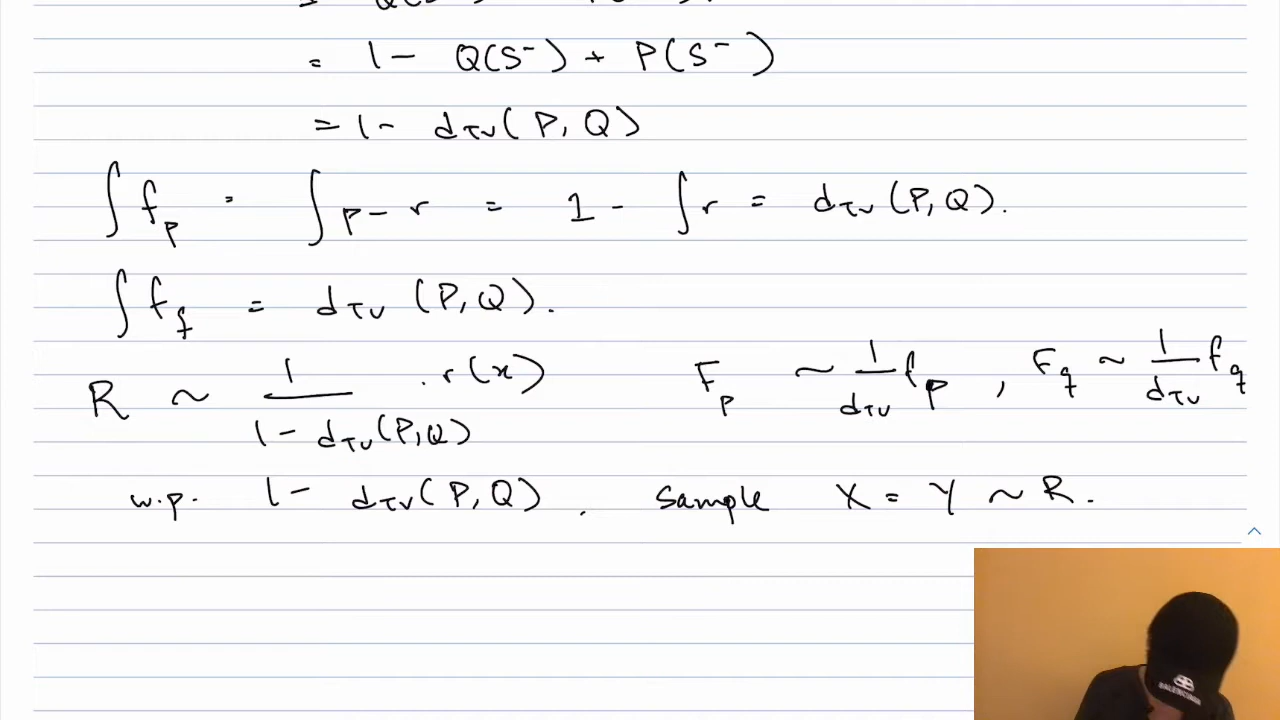 = 1 - Q(S⁻) + P(S⁻)
= 1 - d_TV(P, Q)
∫ f_p = ∫ p - r = 1 - ∫ r = d_TV (P, Q).
∫ f_q = d_TV (P, Q).
R ~ 1/(1 - d_TV(P,Q)) · r(x) F_p ~ 1/d_TV f_p , F_q ~ 1/d_TV f_q
w.p. 1 - d_TV(P, Q) , Sample X = Y ~ R.
BALENCIAGA